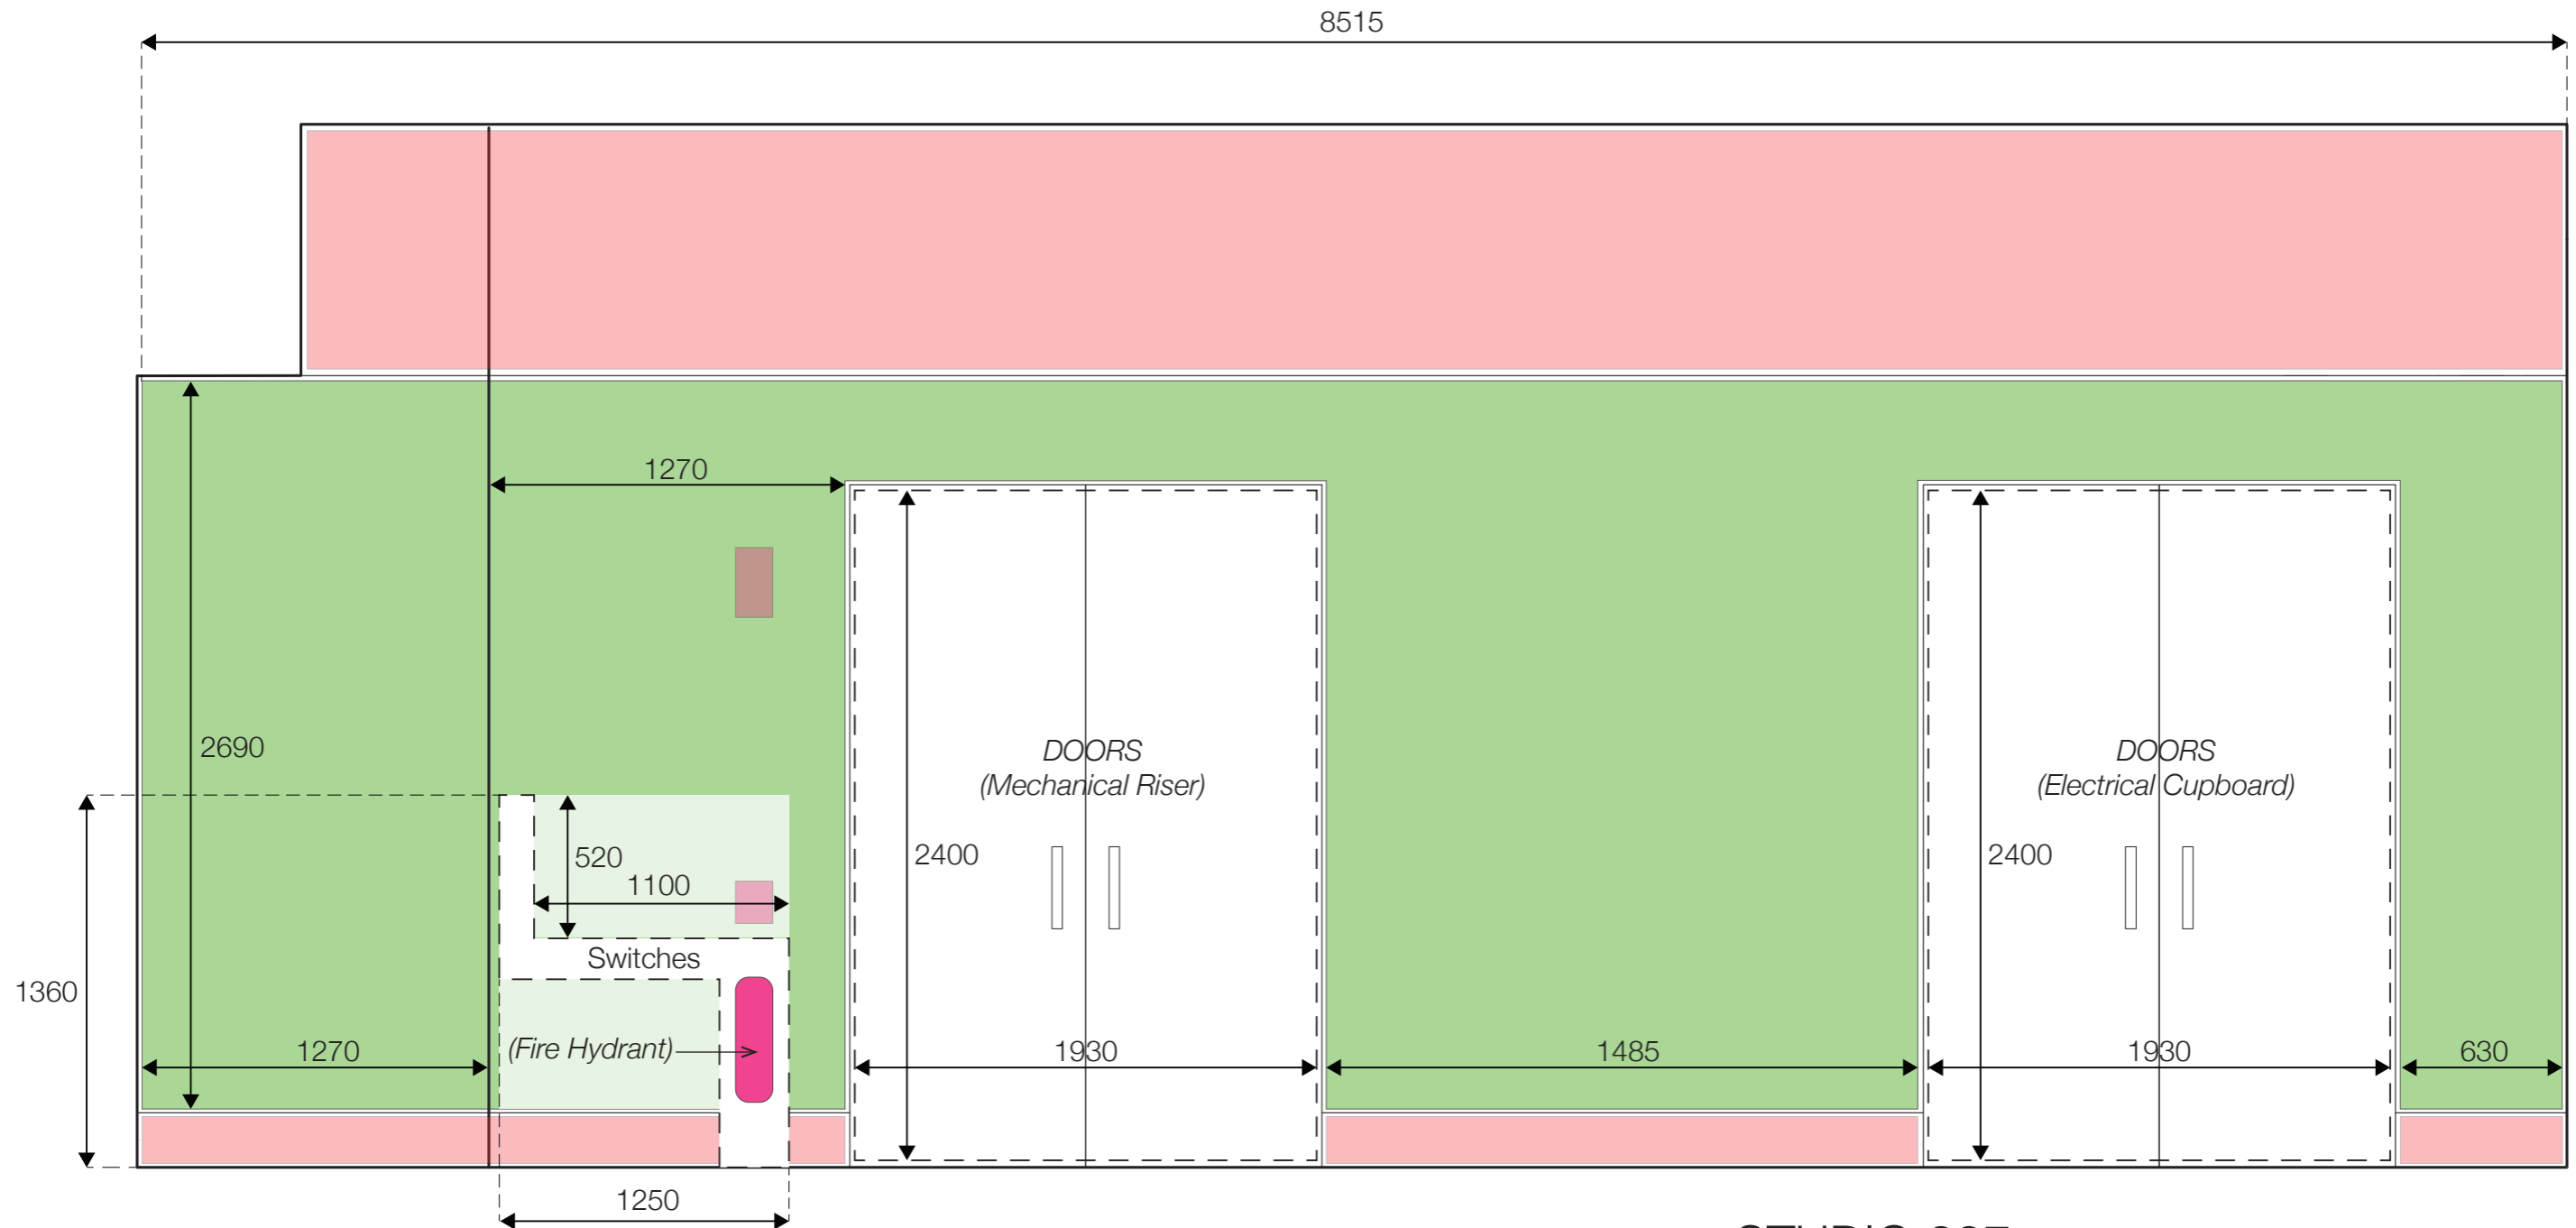 8515
1270
2690
DOORS
(Mechanical Riser)
DOORS
(Electrical Cupboard)
520
2400
2400
1100
Switches
1360
1270
(Fire Hydrant)
1930
1485
1930
630
1250